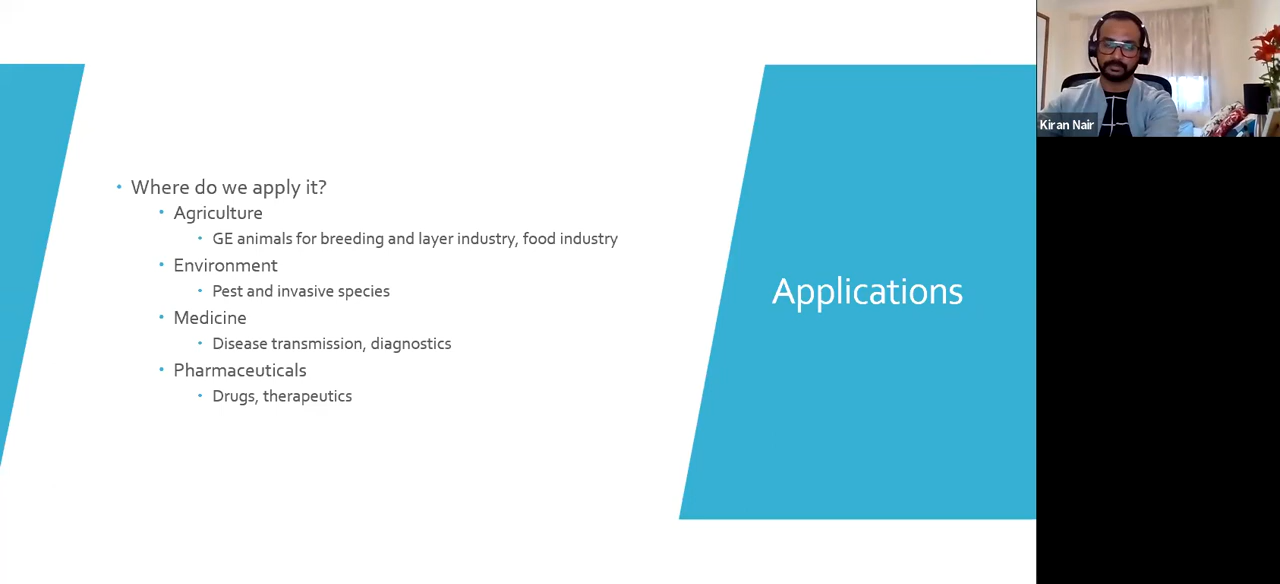 Where do we apply it?
Agriculture
GE animals for breeding and layer industry, food industry
Environment
Pest and invasive species
Medicine
Disease transmission, diagnostics
Pharmaceuticals
Drugs, therapeutics
Applications
Kiran Nair